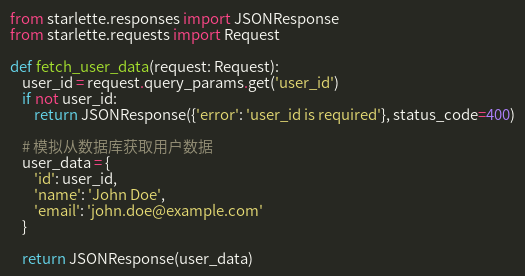 from starlette.responses import JSONResponse
from starlette.requests import Request

def fetch_user_data(request: Request):
    user_id = request.query_params.get('user_id')
    if not user_id:
        return JSONResponse({'error': 'user_id is required'}, status_code=400)

    # 模拟从数据库获取用户数据
    user_data = {
        'id': user_id,
        'name': 'John Doe',
        'email': 'john.doe@example.com'
    }

    return JSONResponse(user_data)